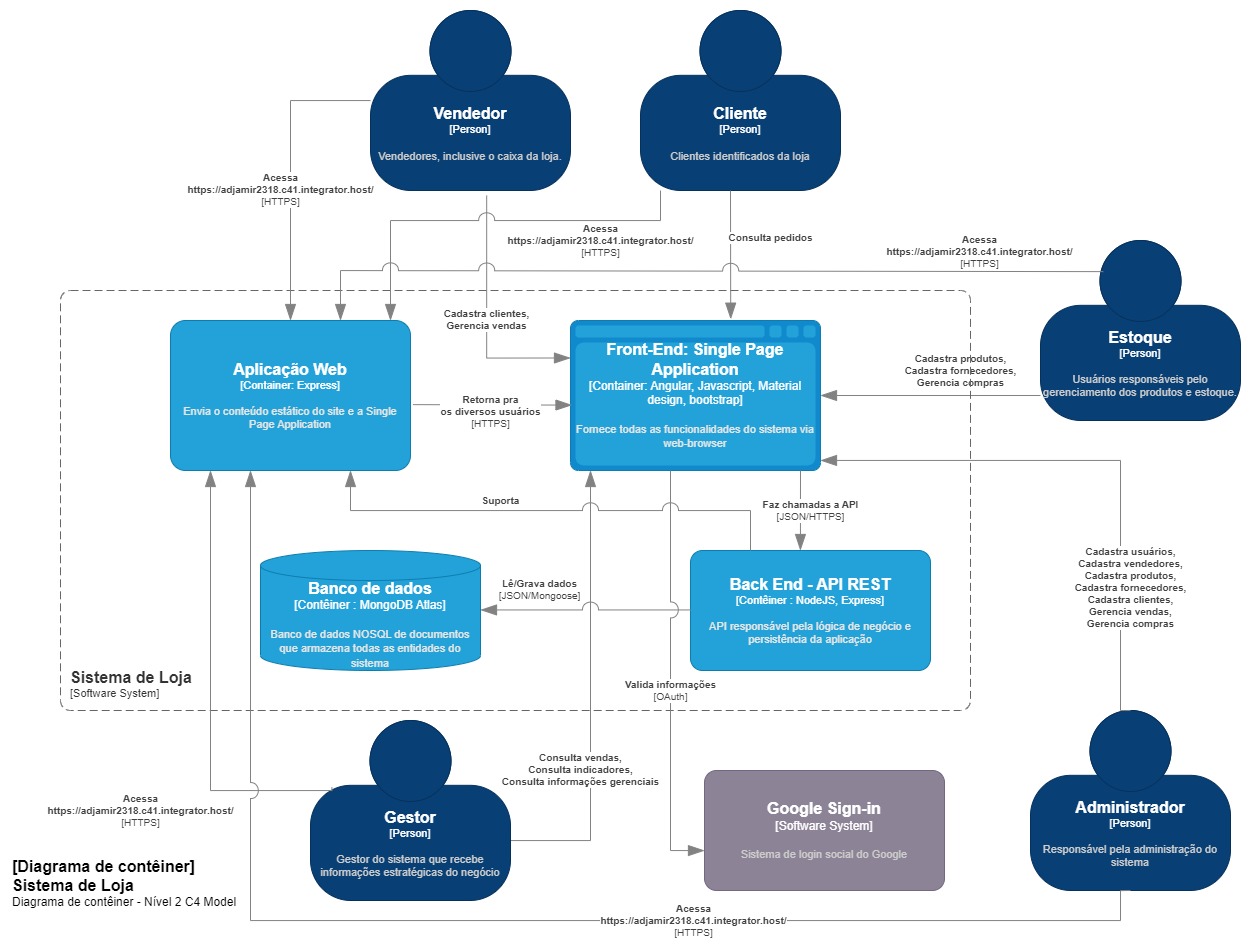 Vendedor
[Person]
Vendedores, inclusive o caixa da loja.
Cliente
[Person]
Clientes identificados da loja
Acessa
https://adjamir2318.c41.integrator.host/
[HTTPS]
Acessa
https://adjamir2318.c41.integrator.host/
[HTTPS]
Consulta pedidos
Acessa
https://adjamir2318.c41.integrator.host/
[HTTPS]
Estoque
[Person]
Usuários responsáveis pelo
gerenciamento dos produtos e estoque.
Cadastra clientes,
Gerencia vendas
Aplicação Web
[Container: Express]
Envia o conteúdo estático do site e a Single
Page Application
Retorna pra
os diversos usuários
[HTTPS]
Front-End: Single Page
Application
[Container: Angular, Javascript, Material
design, bootstrap]
Fornece todas as funcionalidades do sistema via
web-browser
Cadastra produtos,
Cadastra fornecedores,
Gerencia compras
Suporta
Faz chamadas a API
[JSON/HTTPS]
Banco de dados
[Contêiner : MongoDB Atlas]
Banco de dados NOSQL de documentos
que armazena todas as entidades do
sistema
Lê/Grava dados
[JSON/Mongoose]
Back End - API REST
[Contêiner : NodeJS, Express]
API responsável pela lógica de negócio e
persistência da aplicação
Cadastra usuários,
Cadastra vendedores,
Cadastra produtos,
Cadastra fornecedores,
Cadastra clientes,
Gerencia vendas,
Gerencia compras
Sistema de Loja
[Software System]
Valida informações
[OAuth]
Consulta vendas,
Consulta indicadores,
Consulta informações gerenciais
Acessa
https://adjamir2318.c41.integrator.host/
[HTTPS]
Gestor
[Person]
Gestor do sistema que recebe
informações estratégicas do negócio
Google Sign-in
[Software System]
Sistema de login social do Google
Administrador
[Person]
Responsável pela administração do
sistema
[Diagrama de contêiner]
Sistema de Loja
Diagrama de contêiner - Nível 2 C4 Model
Acessa
https://adjamir2318.c41.integrator.host/
[HTTPS]